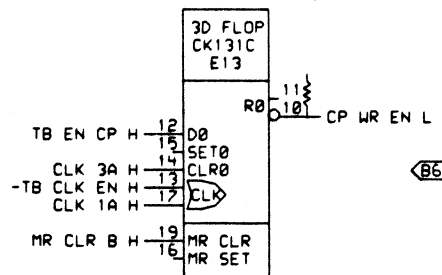 3D FLOP
CK131C
E13
11
R0
10
CP WR EN L
TB EN CP H 12 D0
15 SET0
CLK 3A H 14 CLR0
-TB CLK EN H 13 CLK
CLK 1A H 17
B6
MR CLR B H 19 MR CLR
16 MR SET